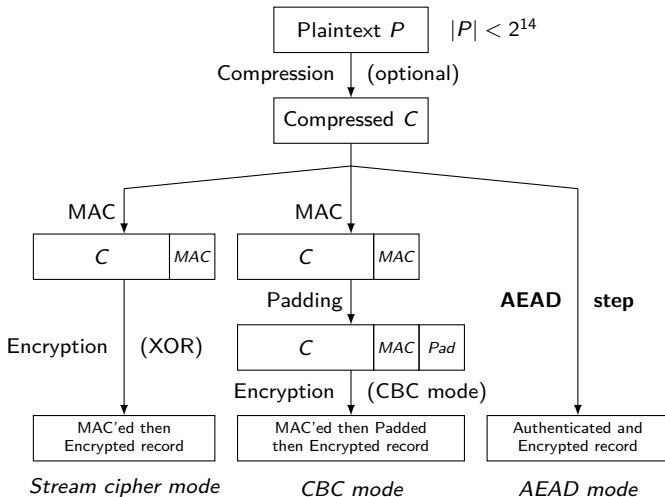 Plaintext P |P| < 2^14
Compression (optional)
Compressed C
MAC MAC
C MAC C MAC
Padding AEAD step
Encryption (XOR) C MAC Pad
Encryption (CBC mode)
MAC'ed then Encrypted record
MAC'ed then Padded then Encrypted record
Authenticated and Encrypted record
Stream cipher mode CBC mode AEAD mode